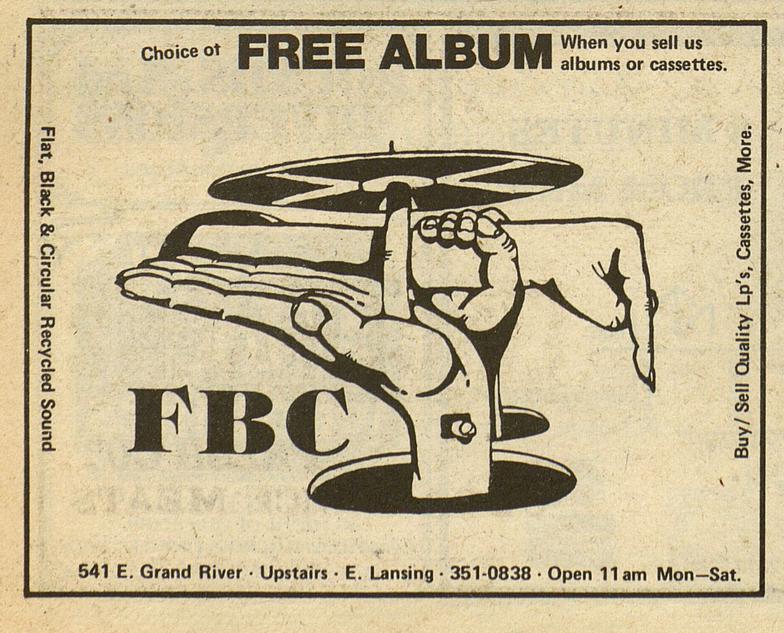 Choice of FREE ALBUM When you sell us
albums or cassettes.
Flat, Black & Circular Recycled Sound
Buy/ Sell Quality Lp's, Cassettes, More.
FBC
541 E. Grand River · Upstairs · E. Lansing · 351-0838 · Open 11am Mon—Sat.